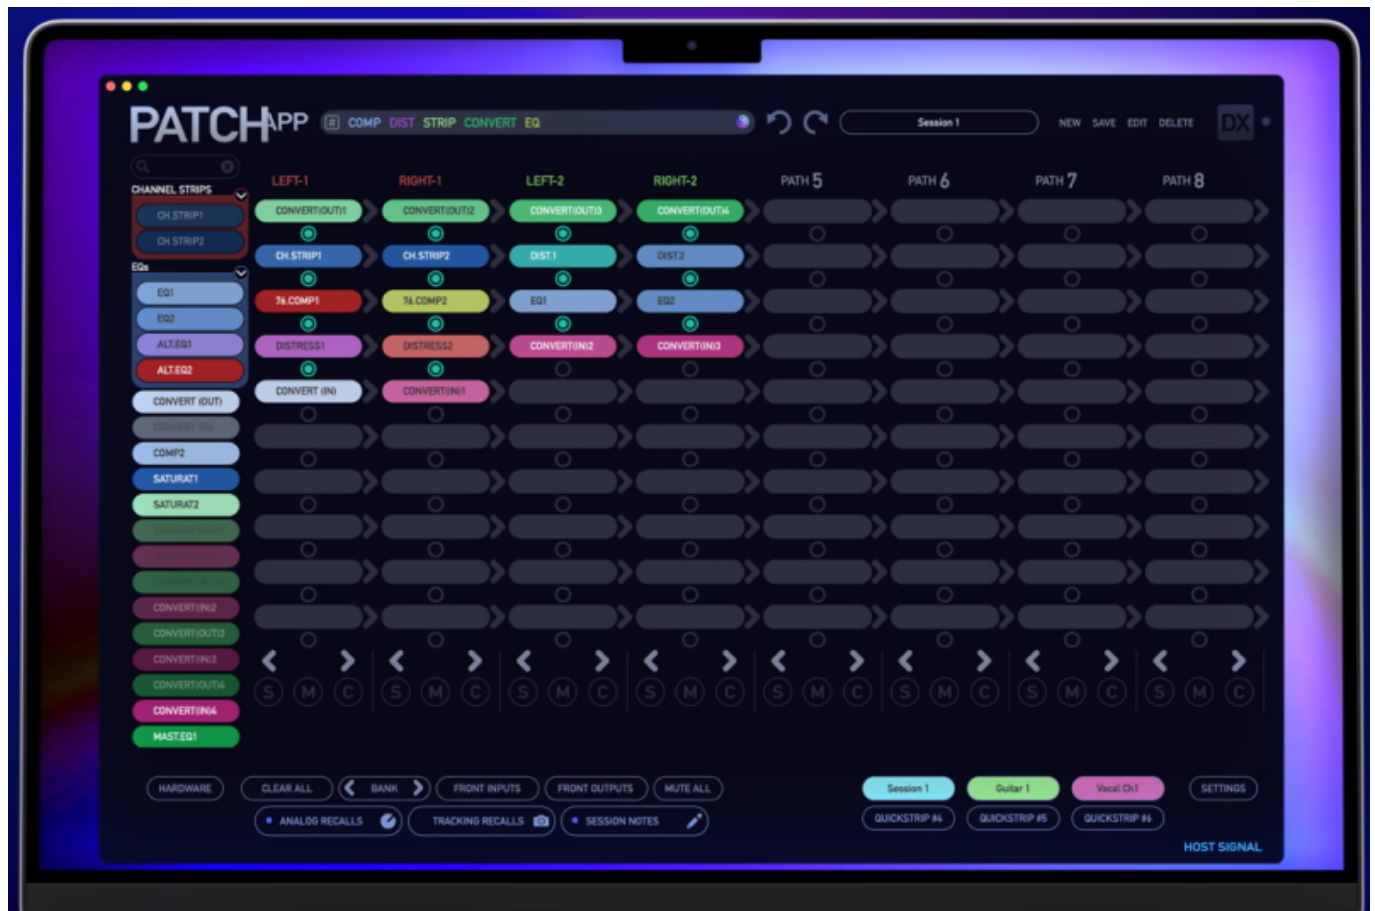 PATCH APP
# COMP DIST STRIP CONVERT EQ
Session 1
NEW SAVE EDIT DELETE
DX
CHANNEL STRIPS
CH.STRIP1
CH.STRIP2
EQs
EQ1
EQ2
ALT.EQ1
ALT.EQ2
CONVERT (OUT)
CONVERT (IN)
COMP2
SATURAT1
SATURAT2
CONVERT(IN)2
CONVERT(OUT)3
CONVERT(IN)3
CONVERT(OUT)4
CONVERT(IN)4
MAST.EQ1
LEFT-1 RIGHT-1 LEFT-2 RIGHT-2 PATH 5 PATH 6 PATH 7 PATH 8
CONVERT(OUT)1 CONVERT(OUT)2 CONVERT(OUT)3 CONVERT(OUT)4
CH.STRIP1 CH.STRIP2 DIST.1 DIST.2
76.COMP1 76.COMP2 EQ1 EQ2
DISTRESS1 DISTRESS2 CONVERT(IN)2 CONVERT(IN)3
CONVERT (IN) CONVERT(IN)1
S M C S M C S M C S M C S M C S M C S M C S M C
HARDWARE CLEAR ALL BANK FRONT INPUTS FRONT OUTPUTS MUTE ALL Session 1 Guitar 1 Vocal Ch1 SETTINGS
ANALOG RECALLS TRACKING RECALLS SESSION NOTES QUICKSTRIP #4 QUICKSTRIP #5 QUICKSTRIP #6
HOST SIGNAL